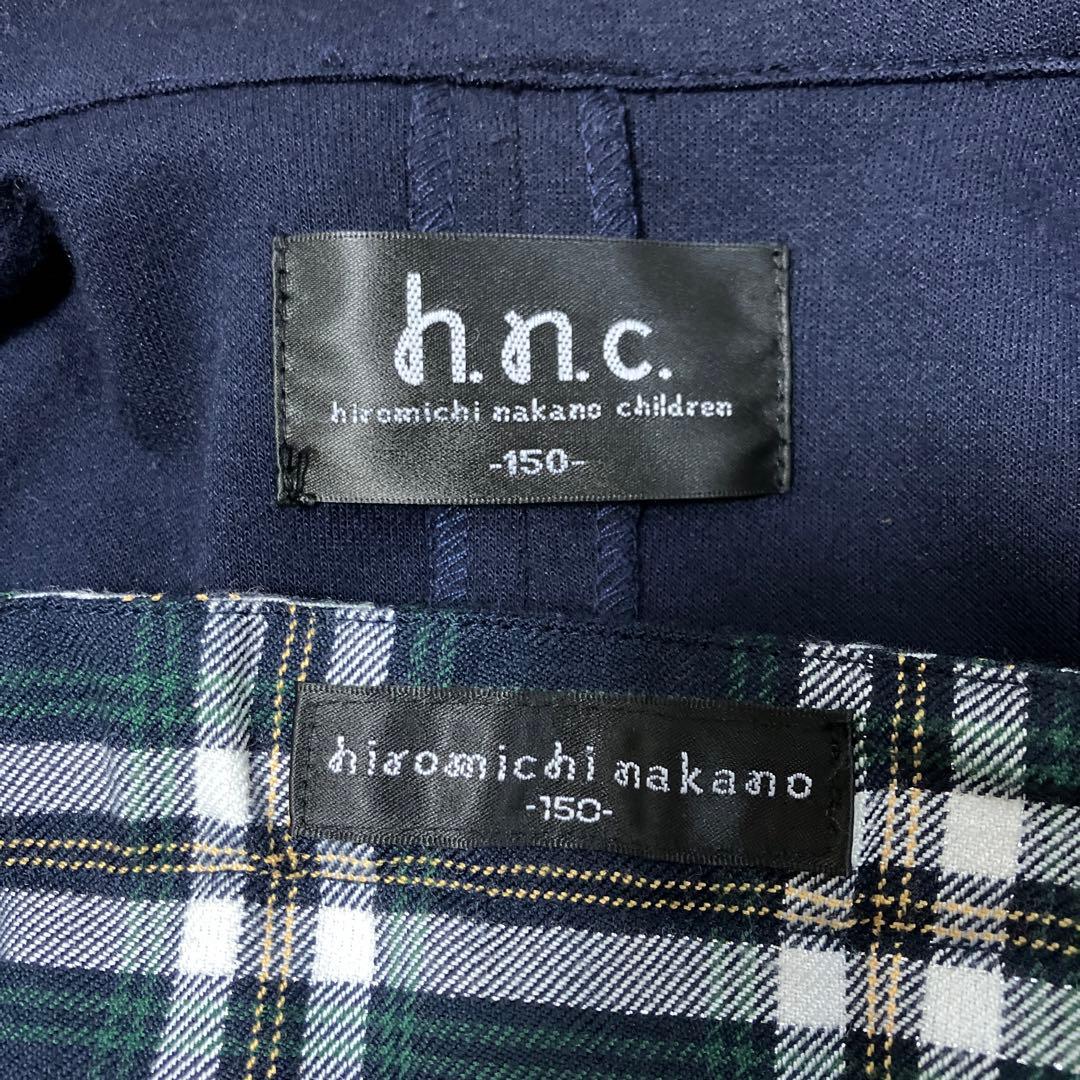 h.n.c.
hiromichi nakano children
-150-
hiromichi nakano
-150-